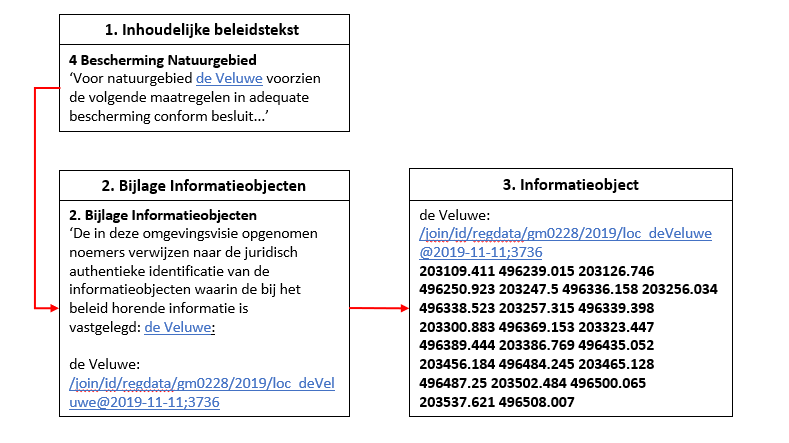 1. Inhoudelijke beleidstekst
4 Bescherming Natuurgebied
‘Voor natuurgebied de Veluwe voorzien
de volgende maatregelen in adequate
bescherming conform besluit...’
2. Bijlage Informatieobjecten
2. Bijlage Informatieobjecten
‘De in deze omgevingsvisie opgenomen
noemers verwijzen naar de juridisch
authentieke identificatie van de
informatieobjecten waarin de bij het
beleid horende informatie is
vastgelegd: de Veluwe:
de Veluwe:
/join/id/regdata/gm0228/2019/loc_deVel
uwe@2019-11-11;3736
3. Informatieobject
de Veluwe:
/join/id/regdata/gm0228/2019/loc_deVeluwe
@2019-11-11;3736
203109.411 496239.015 203126.746
496250.923 203247.5 496336.158 203256.034
496338.523 203257.315 496339.398
203300.883 496369.153 203323.447
496389.444 203386.769 496435.052
203456.184 496484.245 203465.128
496487.25 203502.484 496500.065
203537.621 496508.007